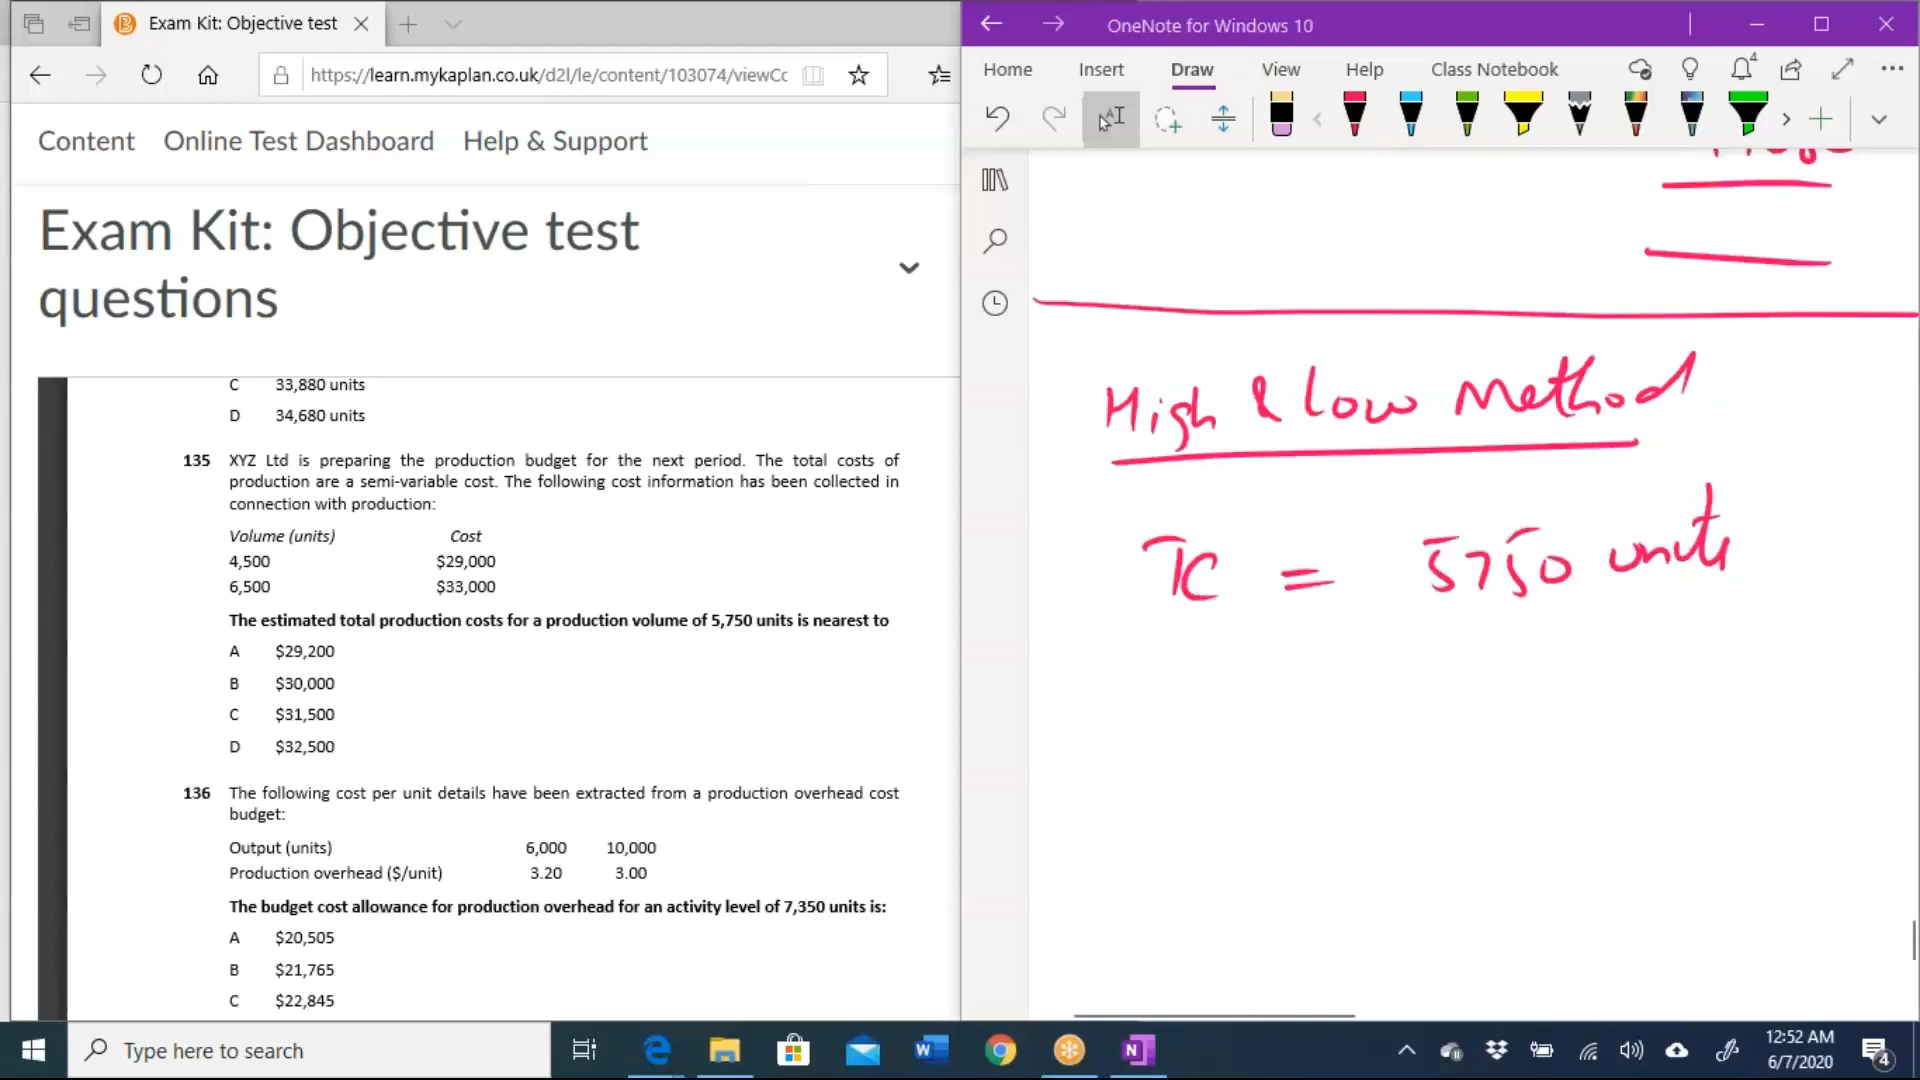 Exam Kit: Objective test
OneNote for Windows 10
https://learn.mykaplan.co.uk/d2l/le/content/103074/viewCc
Home Insert Draw View Help Class Notebook
4
Content Online Test Dashboard Help & Support
Exam Kit: Objective test
questions
C 33,880 units
D 34,680 units
135 XYZ Ltd is preparing the production budget for the next period. The total costs of
production are a semi-variable cost. The following cost information has been collected in
connection with production:
Volume (units) Cost
4,500 $29,000
6,500 $33,000
The estimated total production costs for a production volume of 5,750 units is nearest to
A $29,200
B $30,000
C $31,500
D $32,500
136 The following cost per unit details have been extracted from a production overhead cost
budget:
Output (units) 6,000 10,000
Production overhead ($/unit) 3.20 3.00
The budget cost allowance for production overhead for an activity level of 7,350 units is:
A $20,505
B $21,765
C $22,845
High & Low Method
TC = 5750 units
Type here to search
12:52 AM
6/7/2020
4